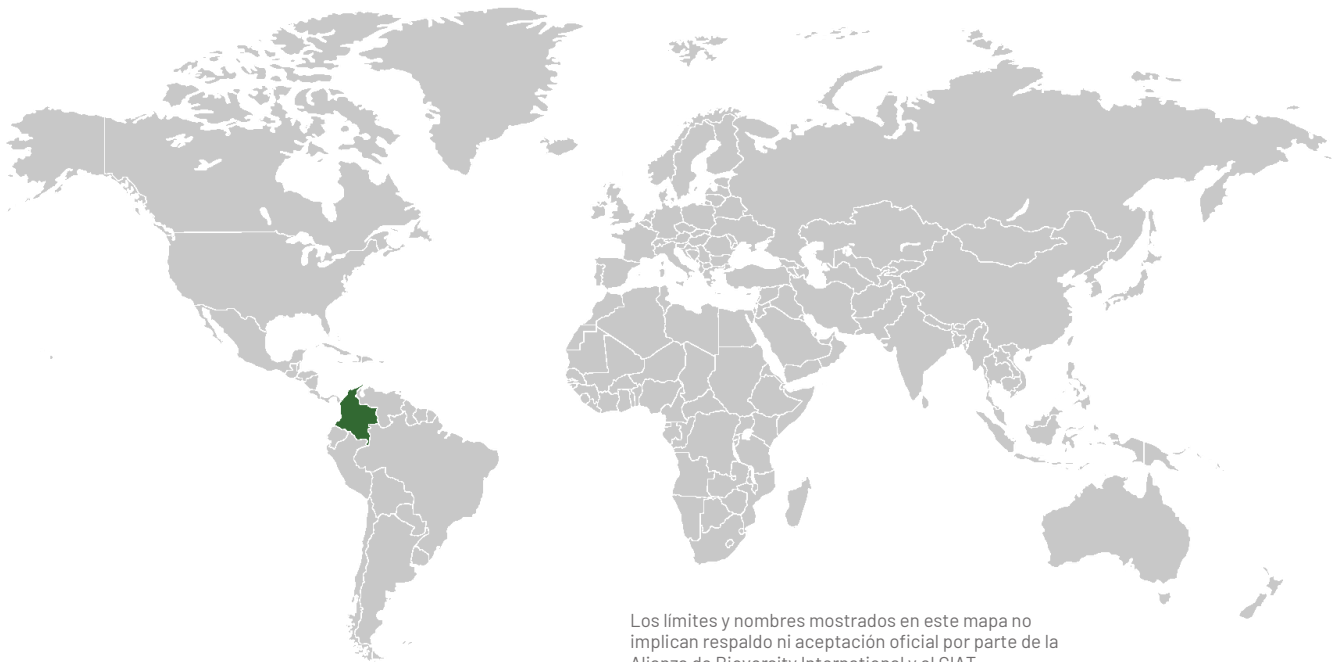 Los límites y nombres mostrados en este mapa no
implican respaldo ni aceptación oficial por parte de la
Alianza de Bioversity International y el CIAT